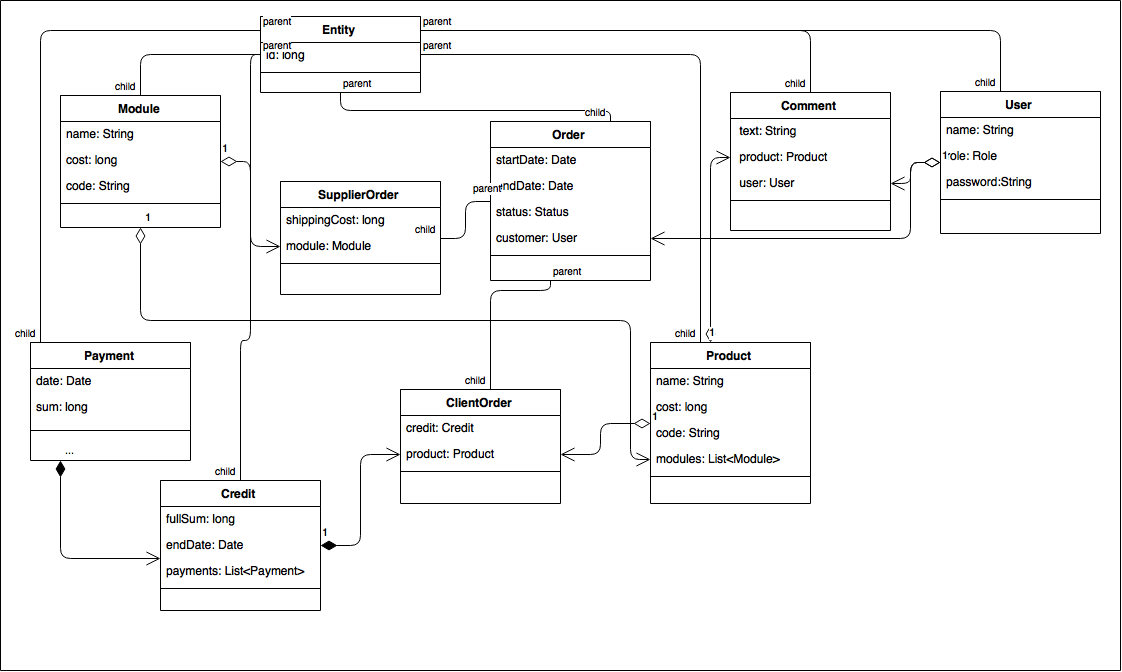 parent
parent
Entity
parent
parent
id: long
parent
child
child
child
child
Module
name: String
cost: long
code: String
1
1
Order
startDate: Date
endDate: Date
status: Status
customer: User
parent
parent
Comment
text: String
product: Product
user: User
User
name: String
role: Role
password:String
1
SupplierOrder
shippingCost: long
module: Module
child
child
Payment
date: Date
sum: long
...
child
ClientOrder
credit: Credit
product: Product
child
1
Product
name: String
cost: long
code: String
modules: List<Module>
1
child
Credit
fullSum: long
endDate: Date
payments: List<Payment>
1